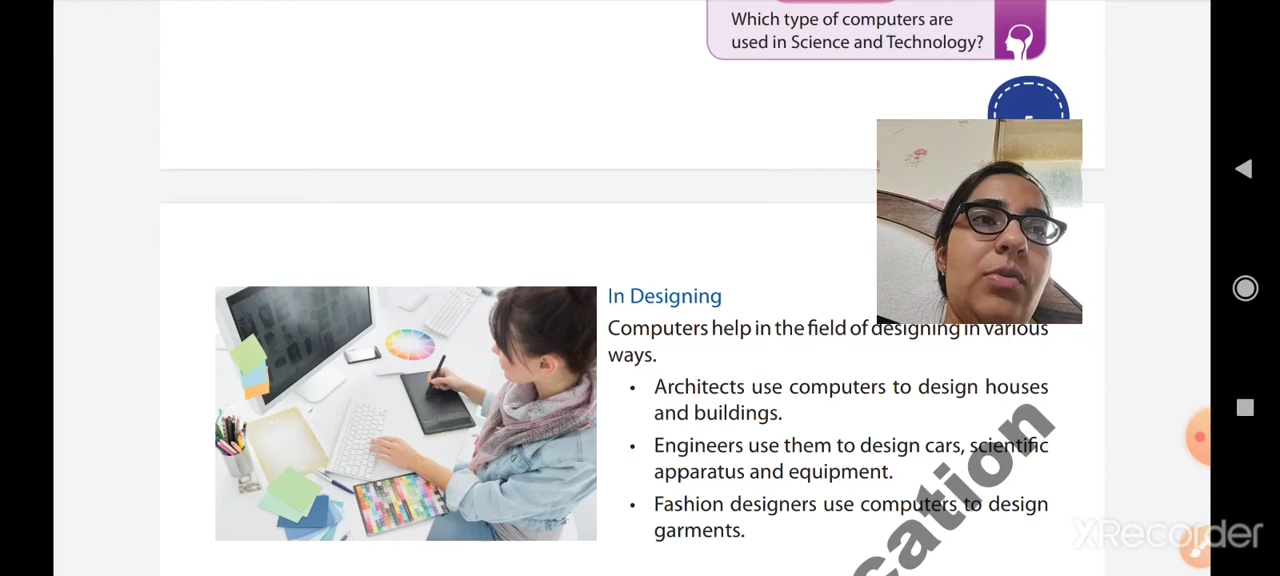 Which type of computers are
used in Science and Technology?
In Designing
Computers help in the field of designing in various
ways.
• Architects use computers to design houses
and buildings.
• Engineers use them to design cars, scientific
apparatus and equipment.
• Fashion designers use computers to design
garments.
cation
XRecorder